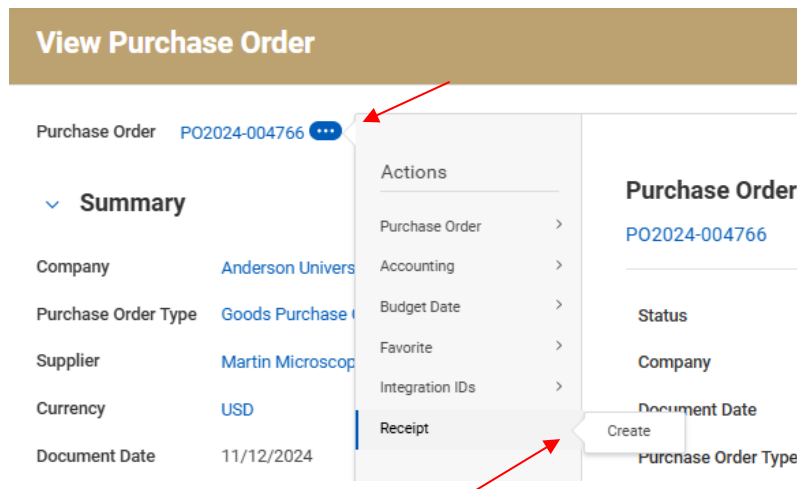 View Purchase Order
Purchase Order PO2024-004766
Summary
Company Anderson Univers
Purchase Order Type Goods Purchase
Supplier Martin Microscop
Currency USD
Document Date 11/12/2024
Actions
Purchase Order
Accounting
Budget Date
Favorite
Integration IDs
Receipt
Create
Purchase Order
PO2024-004766
Status
Company
Document Date
Purchase Order Type